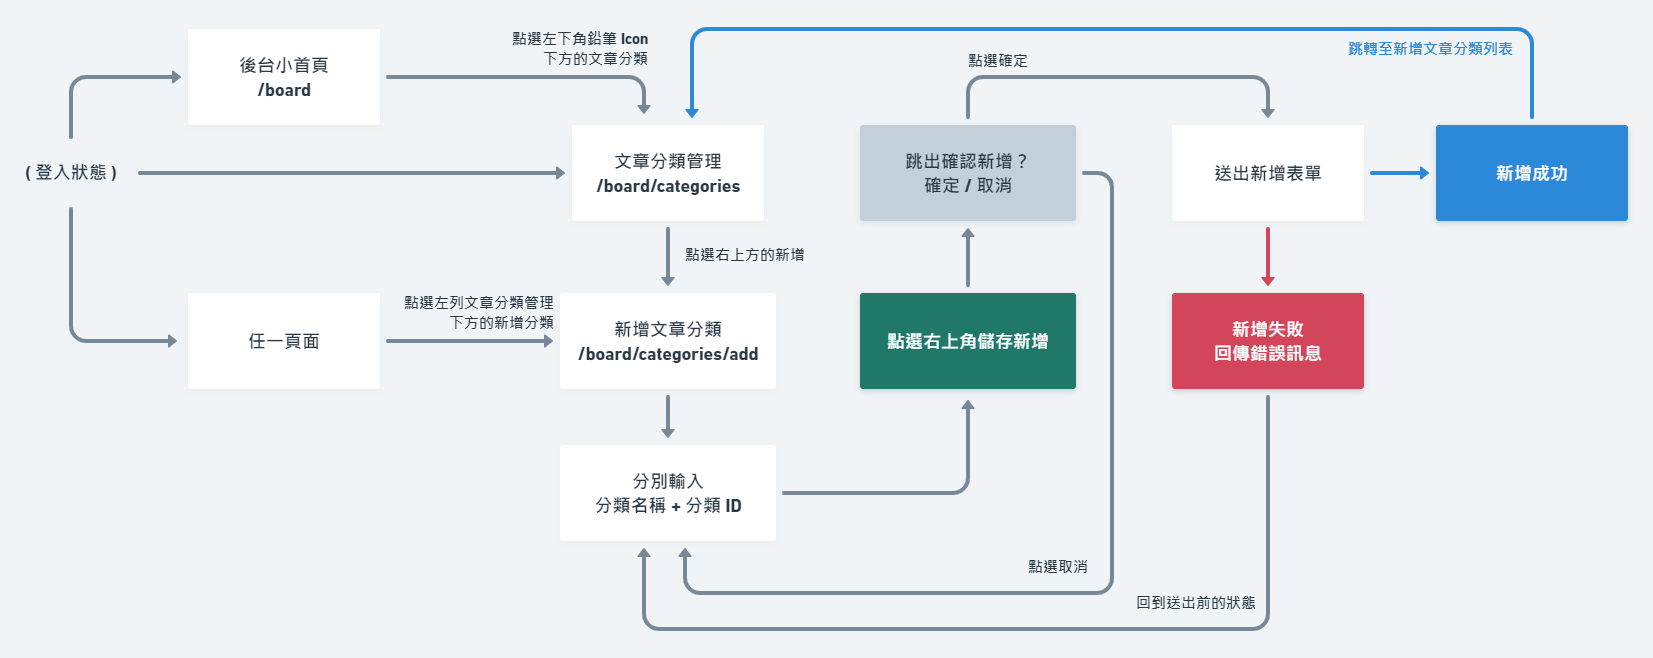 後台小首頁
/board
點選左下角鉛筆 Icon
下方的文章分類
跳轉至新增文章分類列表
點選確定
( 登入狀態 )
文章分類管理
/board/categories
跳出確認新增？
確定 / 取消
送出新增表單
新增成功
點選右上方的新增
任一頁面
點選左列文章分類管理
下方的新增分類
新增文章分類
/board/categories/add
點選右上角儲存新增
新增失敗
回傳錯誤訊息
分別輸入
分類名稱 + 分類 ID
點選取消
回到送出前的狀態